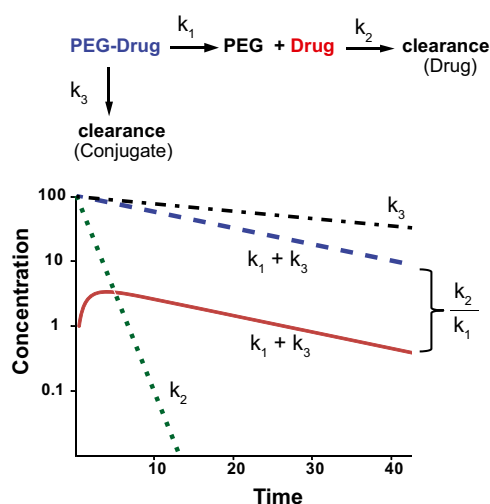 k1
k2
PEG-Drug PEG + Drug clearance
(Drug)
k3
clearance
(Conjugate)
100
10
1
0.1
Concentration
k3
k1 + k3
k1 + k3
k2
k2
k1
10 20 30 40
Time